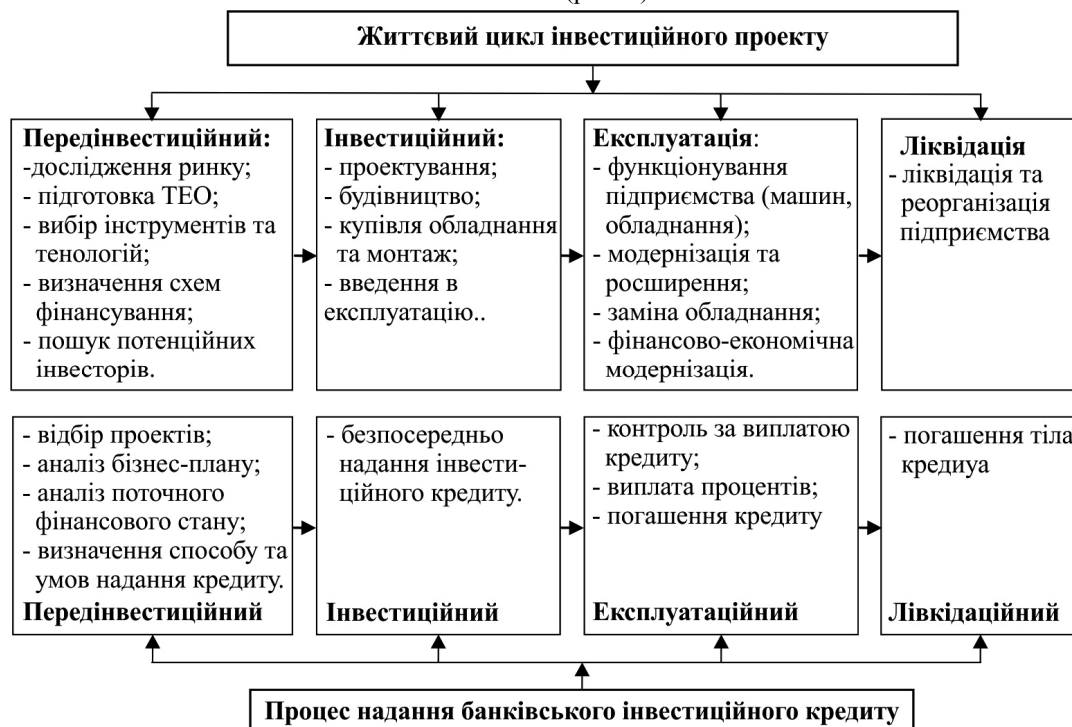 Життєвий цикл інвестиційного проекту
Передінвестиційний:
-дослідження ринку;
- підготовка ТЕО;
- вибір інструментів та
тенологій;
- визначення схем
фінансування;
- пошук потенційних
інвесторів.
Інвестиційний:
- проектування;
- будівництво;
- купівля обладнання
та монтаж;
- введення в
експлуатацію..
Експлуатація:
- функціонування
підприємства (машин,
обладнання);
- модернізація та
росширення;
- заміна обладнання;
- фінансово-економічна
модернізація.
Ліквідація
- ліквідація та
реорганізація
підприємства
- відбір проектів;
- аналіз бізнес-плану;
- аналіз поточного
фінансового стану;
- визначення способу та
умов надання кредиту.
Передінвестиційний
- безпосередньо
надання інвести-
ційного кредиту.
Інвестиційний
- контроль за виплатою
кредиту;
- виплата процентів;
- погашення кредиту
Експлуатаційний
- погашення тіла
кредиуа
Лівкідаційний
Процес надання банківського інвестиційного кредиту